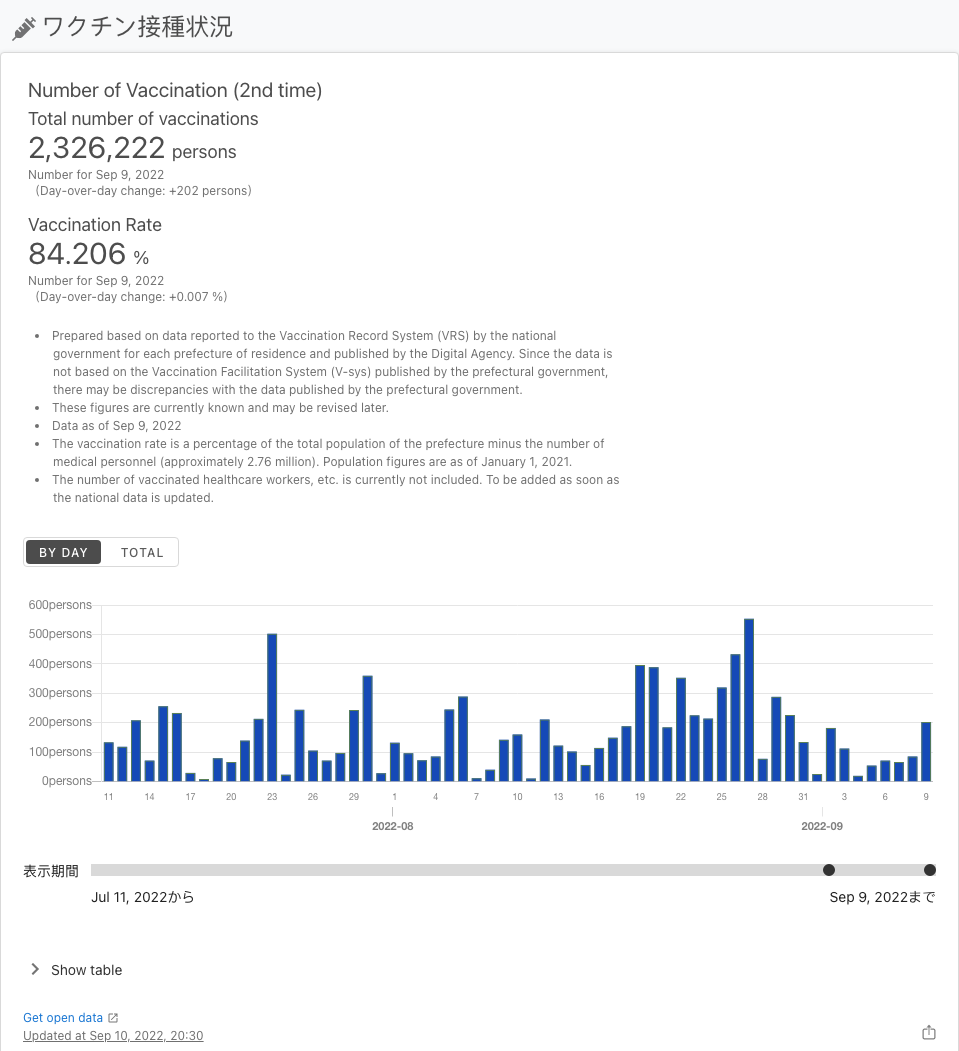 ワクチン接種状況
Number of Vaccination (2nd time)
Total number of vaccinations
2,326,222 persons
Number for Sep 9, 2022
(Day-over-day change: +202 persons)
Vaccination Rate
84.206 %
Number for Sep 9, 2022
(Day-over-day change: +0.007 %)
• Prepared based on data reported to the Vaccination Record System (VRS) by the national
government for each prefecture of residence and published by the Digital Agency. Since the data is
not based on the Vaccination Facilitation System (V-sys) published by the prefectural government,
there may be discrepancies with the data published by the prefectural government.
• These figures are currently known and may be revised later.
• Data as of Sep 9, 2022
• The vaccination rate is a percentage of the total population of the prefecture minus the number of
medical personnel (approximately 2.76 million). Population figures are as of January 1, 2021.
• The number of vaccinated healthcare workers, etc. is currently not included. To be added as soon as
the national data is updated.
BY DAY TOTAL
600persons
500persons
400persons
300persons
200persons
100persons
0persons
11 14 17 20 23 26 29 1 4 7 10 13 16 19 22 25 28 31 3 6 9
2022-08 2022-09
表示期間
Jul 11, 2022から Sep 9, 2022まで
Show table
Get open data
Updated at Sep 10, 2022, 20:30